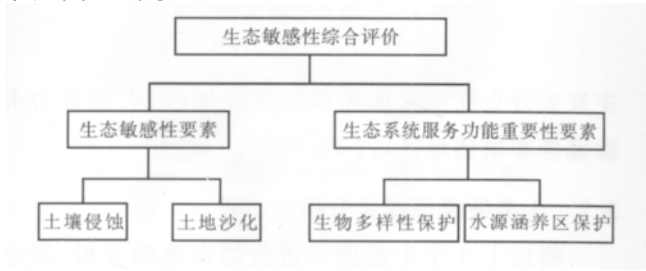 生态敏感性综合评价
生态敏感性要素
生态系统服务功能重要性要素
土壤侵蚀
土地沙化
生物多样性保护
水源涵养区保护